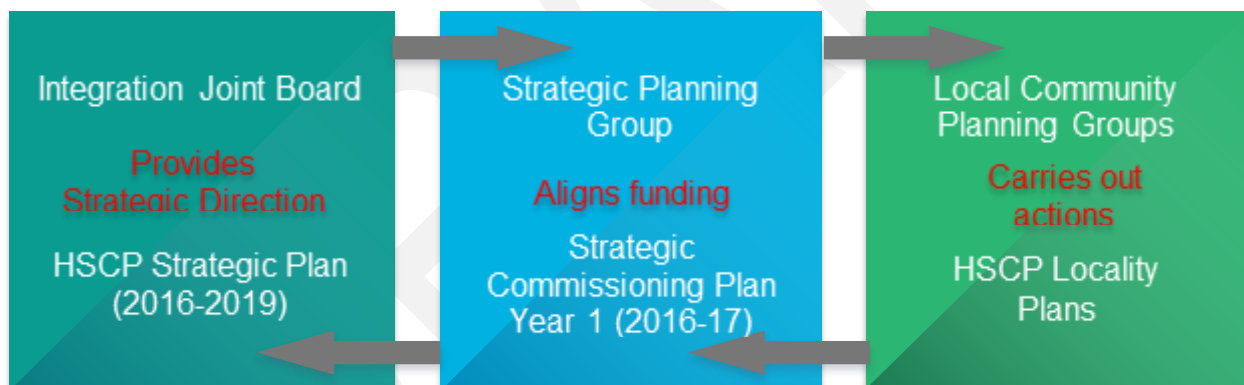 Integration Joint Board
Provides
Strategic Direction
HSCP Strategic Plan
(2016-2019)
Strategic Planning
Group
Aligns funding
Strategic
Commissioning Plan
Year 1 (2016-17)
Local Community
Planning Groups
Carries out
actions
HSCP Locality
Plans